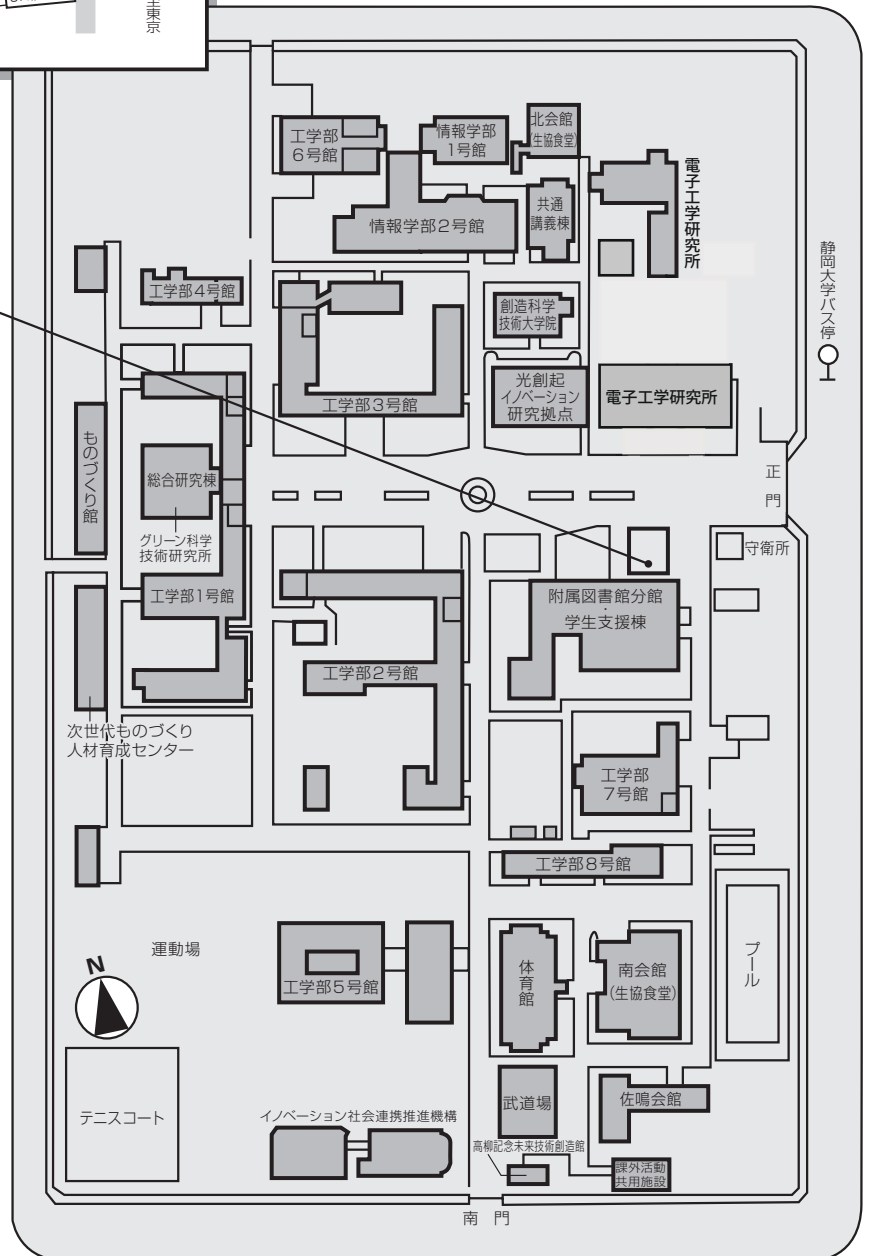 至東京
工学部
6号館
情報学部
1号館
北会館
(生協食堂)
電子工学研究所
情報学部2号館
共通
講義棟
静岡大学バス停
工学部4号館
創造科学
技術大学院
工学部3号館
光創起
イノベーション
研究拠点
電子工学研究所
ものづくり館
総合研究棟
グリーン科学
技術研究所
正門
守衛所
工学部1号館
附属図書館分館
・
学生支援棟
工学部2号館
次世代ものづくり
人材育成センター
工学部
7号館
工学部8号館
運動場
N
工学部5号館
体育館
南会館
(生協食堂)
プール
テニスコート
イノベーション社会連携推進機構
武道場
佐鳴会館
高柳記念未来技術創造館
課外活動
共用施設
南門